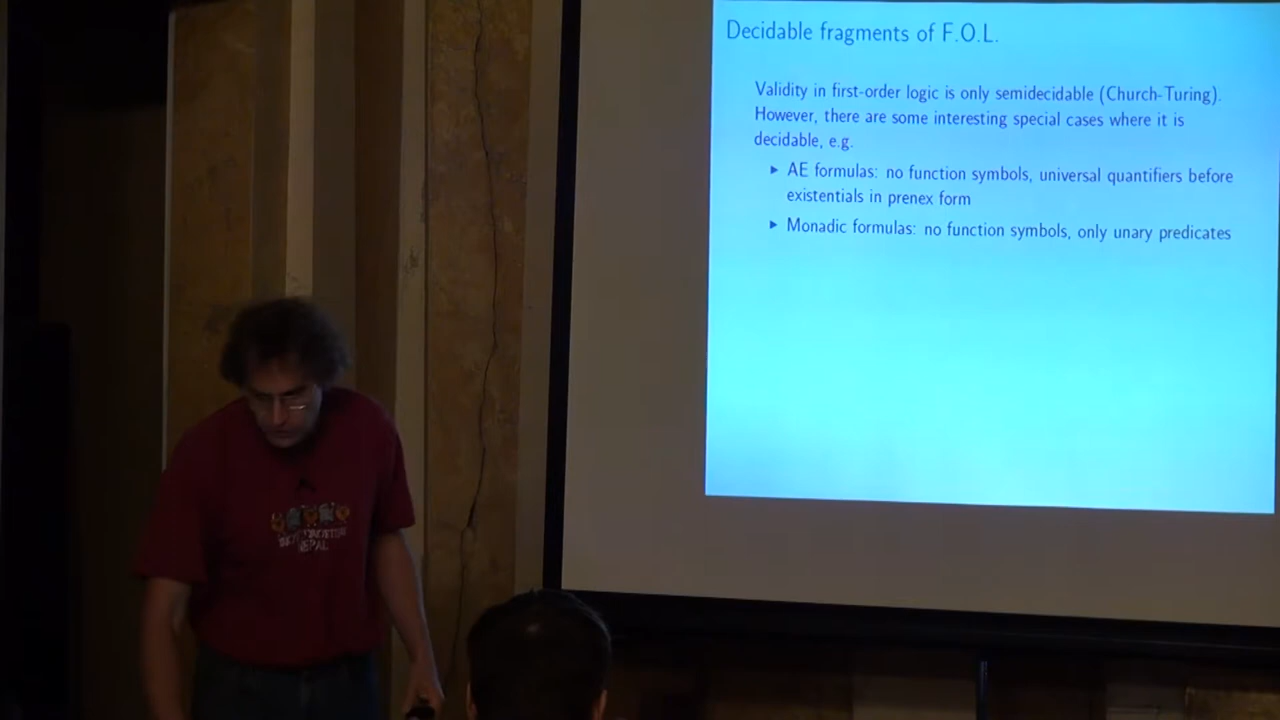 Decidable fragments of F.O.L.
Validity in first-order logic is only semidecidable (Church-Turing).
However, there are some interesting special cases where it is
decidable, e.g.
▸ AE formulas: no function symbols, universal quantifiers before
existentials in prenex form
▸ Monadic formulas: no function symbols, only unary predicates
NEPAL